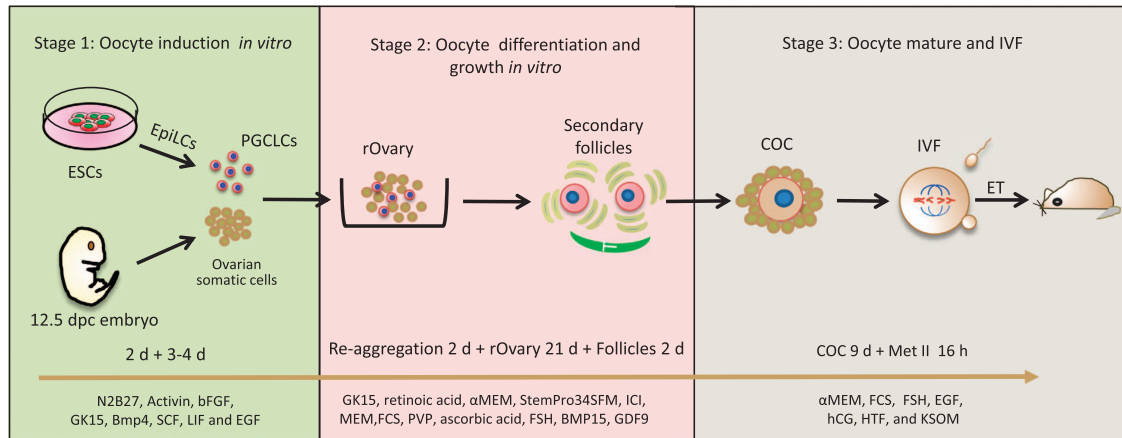 Stage 1: Oocyte induction in vitro
EpiLCs
PGCLCs
ESCs
Ovarian
somatic cells
12.5 dpc embryo
2 d + 3-4 d
N2B27, Activin, bFGF,
GK15, Bmp4, SCF, LIF and EGF
Stage 2: Oocyte differentiation and
growth in vitro
rOvary
Secondary
follicles
Re-aggregation 2 d + rOvary 21 d + Follicles 2 d
GK15, retinoic acid, αMEM, StemPro34SFM, ICI,
MEM,FCS, PVP, ascorbic acid, FSH, BMP15, GDF9
Stage 3: Oocyte mature and IVF
COC
IVF
ET
COC 9 d + Met II 16 h
αMEM, FCS, FSH, EGF,
hCG, HTF, and KSOM